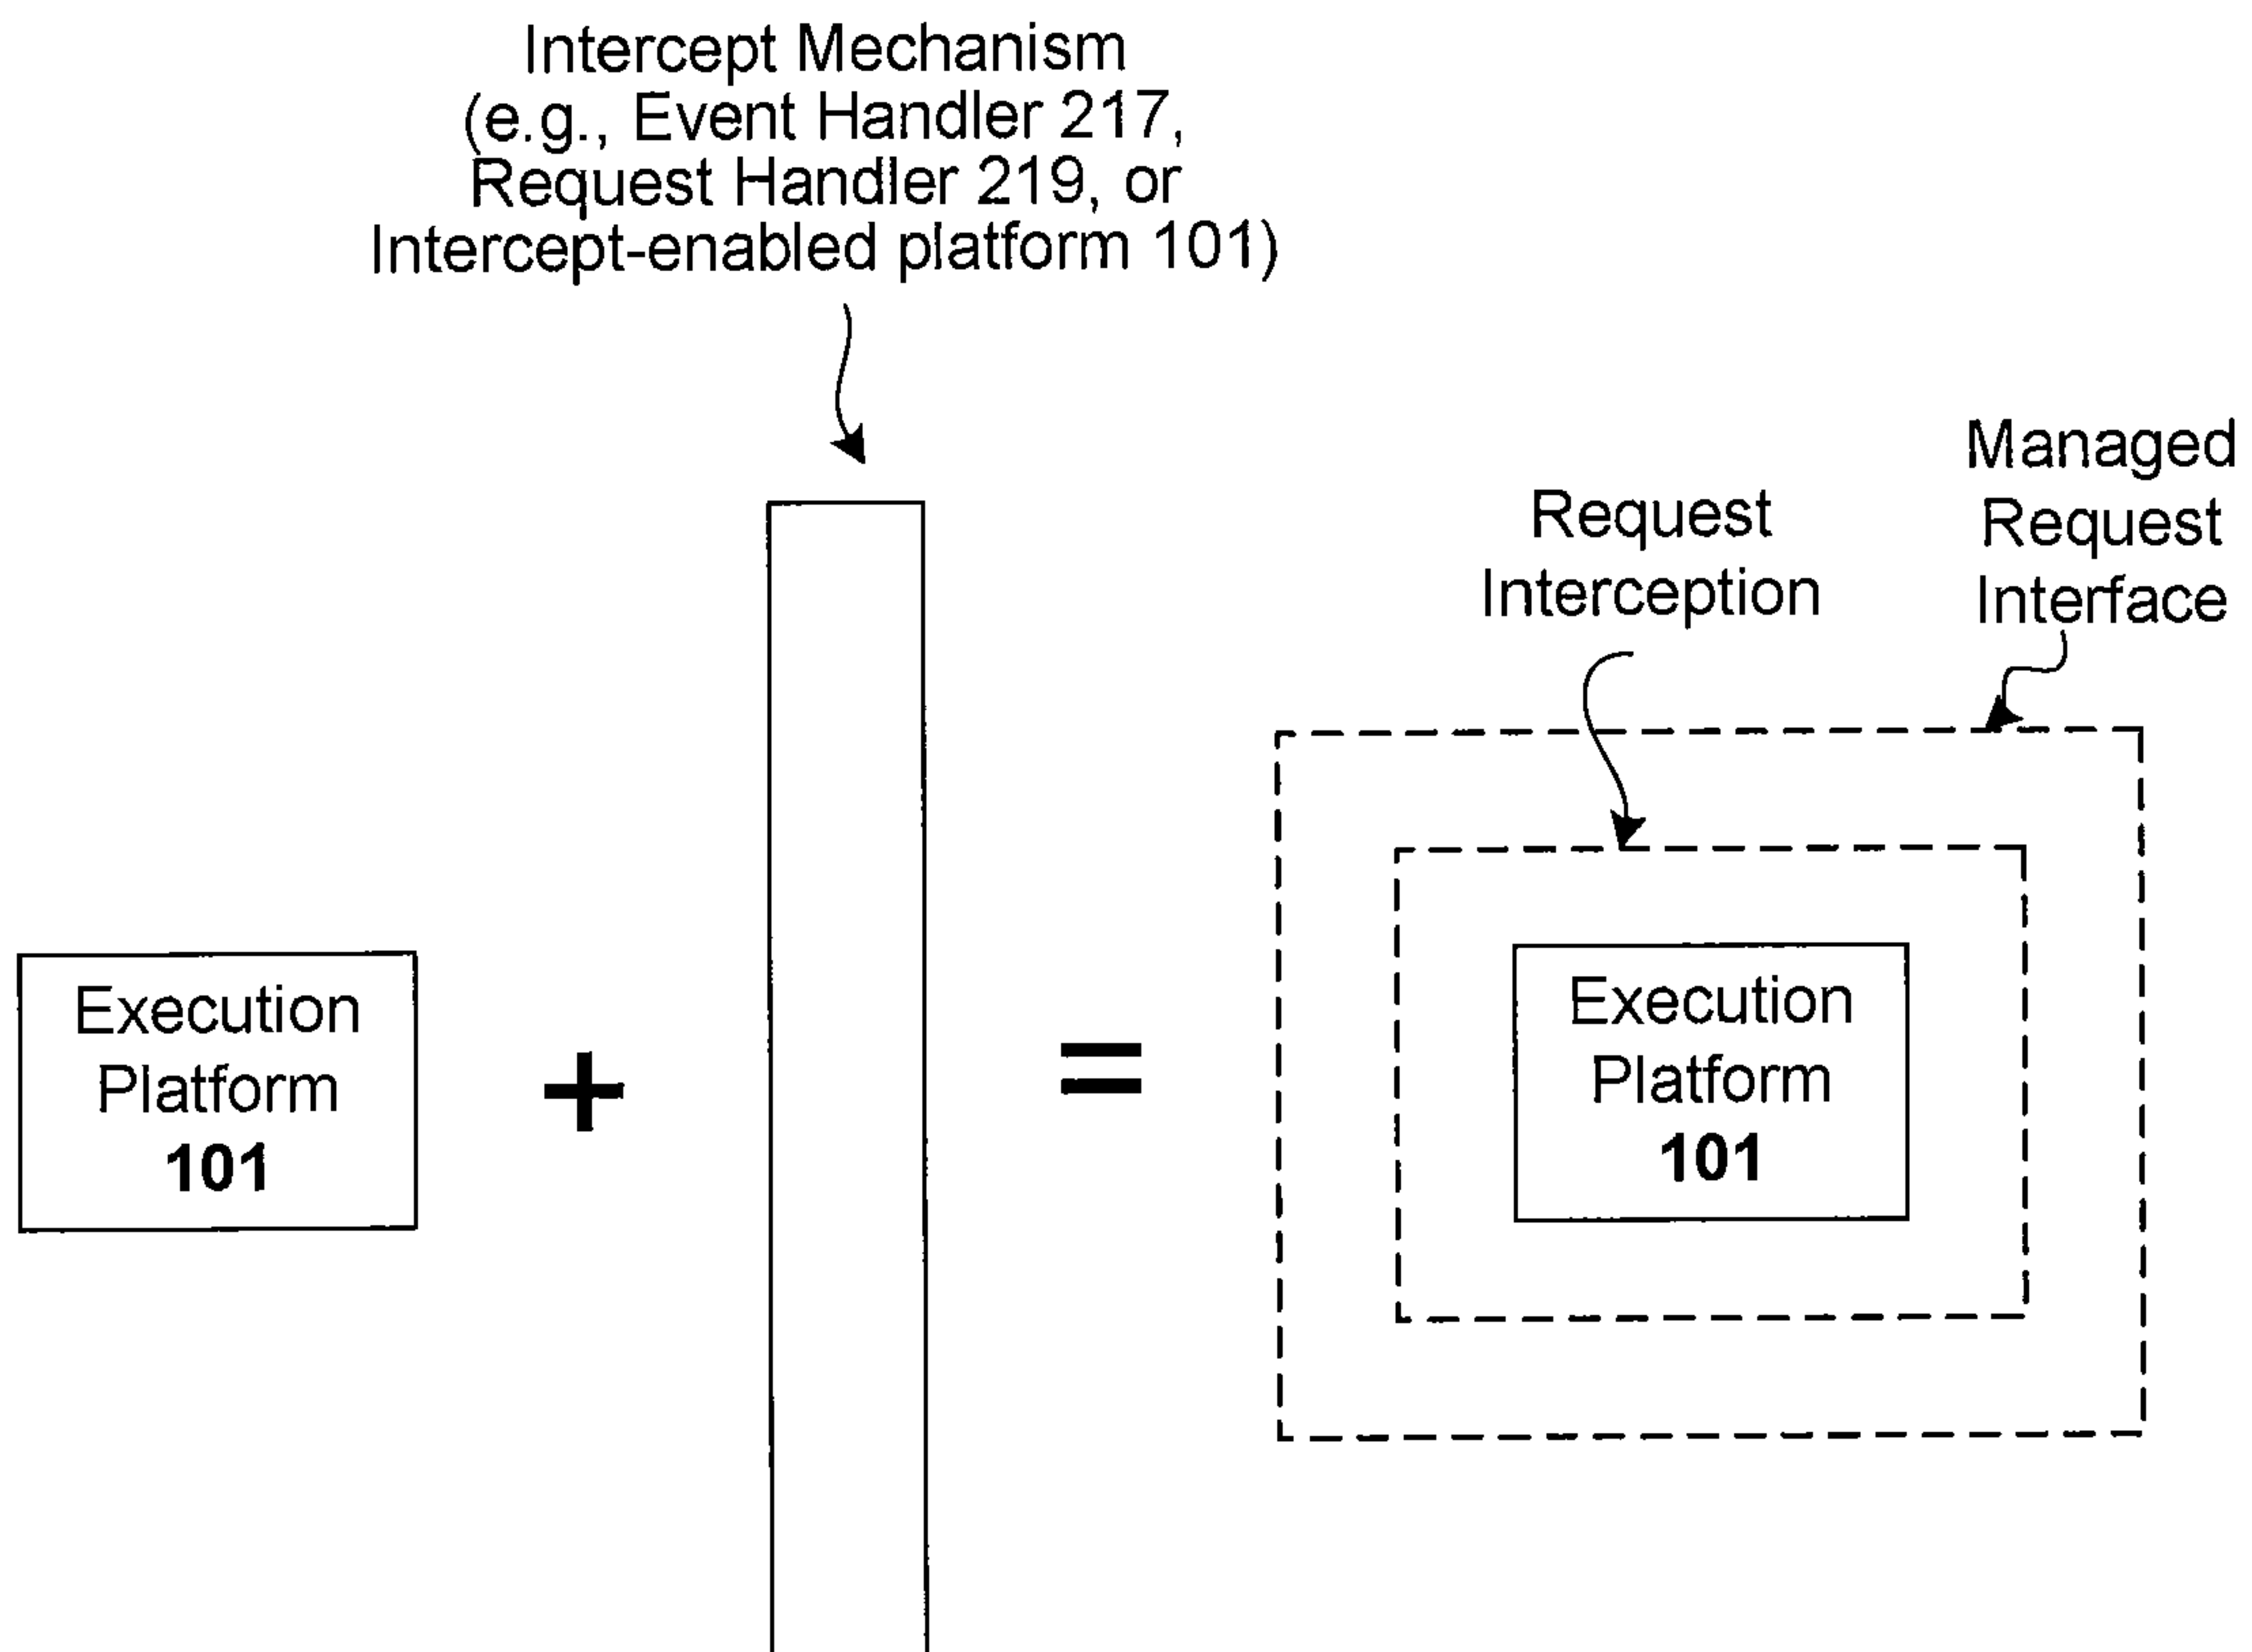 Intercept Mechanism
(e.g., Event Handler 217,
Request Handler 219, or
Intercept-enabled platform 101)
Managed
Request
Interface
Request
Interception
Execution
Platform
101
+
=
Execution
Platform
101